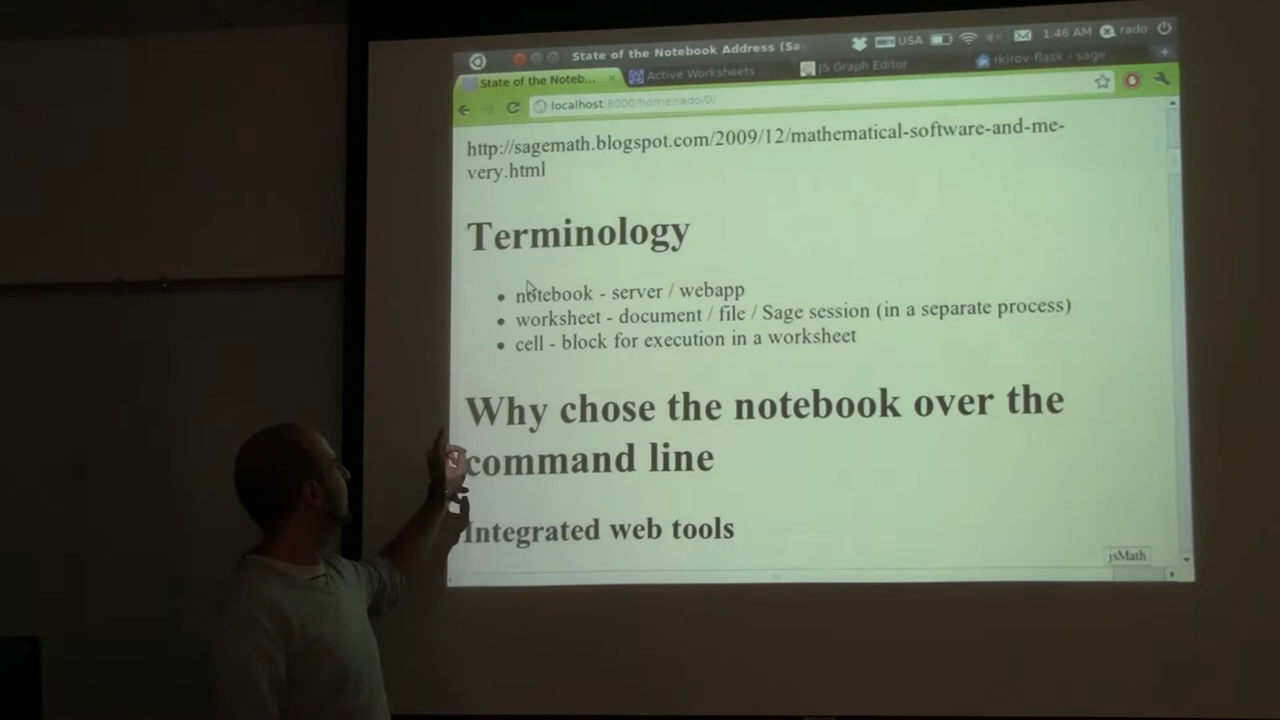 State of the Notebook Address (Sa
USA
1:46 AM
rado
State of the Noteb...
Active Worksheets
JS Graph Editor
rkirov-flask - sage
localhost:8000/home/rado/0/
http://sagemath.blogspot.com/2009/12/mathematical-software-and-me-
very.html
Terminology
notebook - server / webapp
worksheet - document / file / Sage session (in a separate process)
cell - block for execution in a worksheet
Why chose the notebook over the
command line
Integrated web tools
jsMath